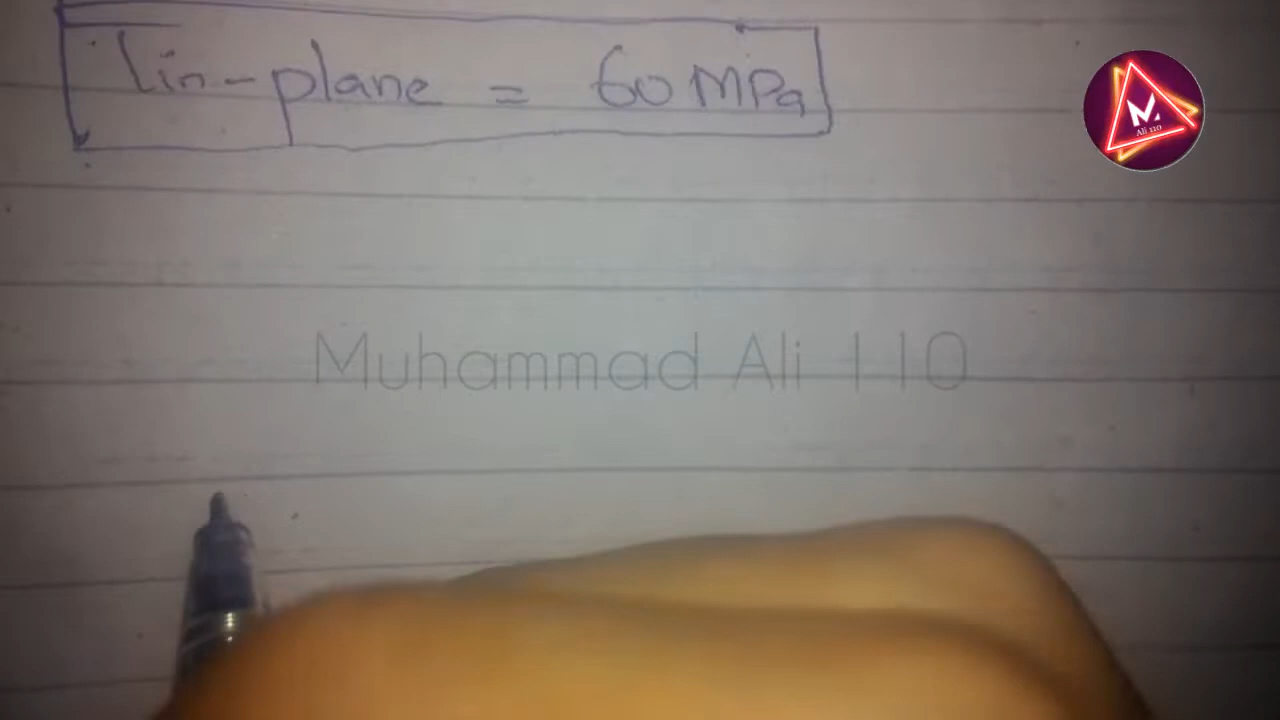 τin-plane = 60 MPa
M.
Ali 110
Muhammad Ali 110